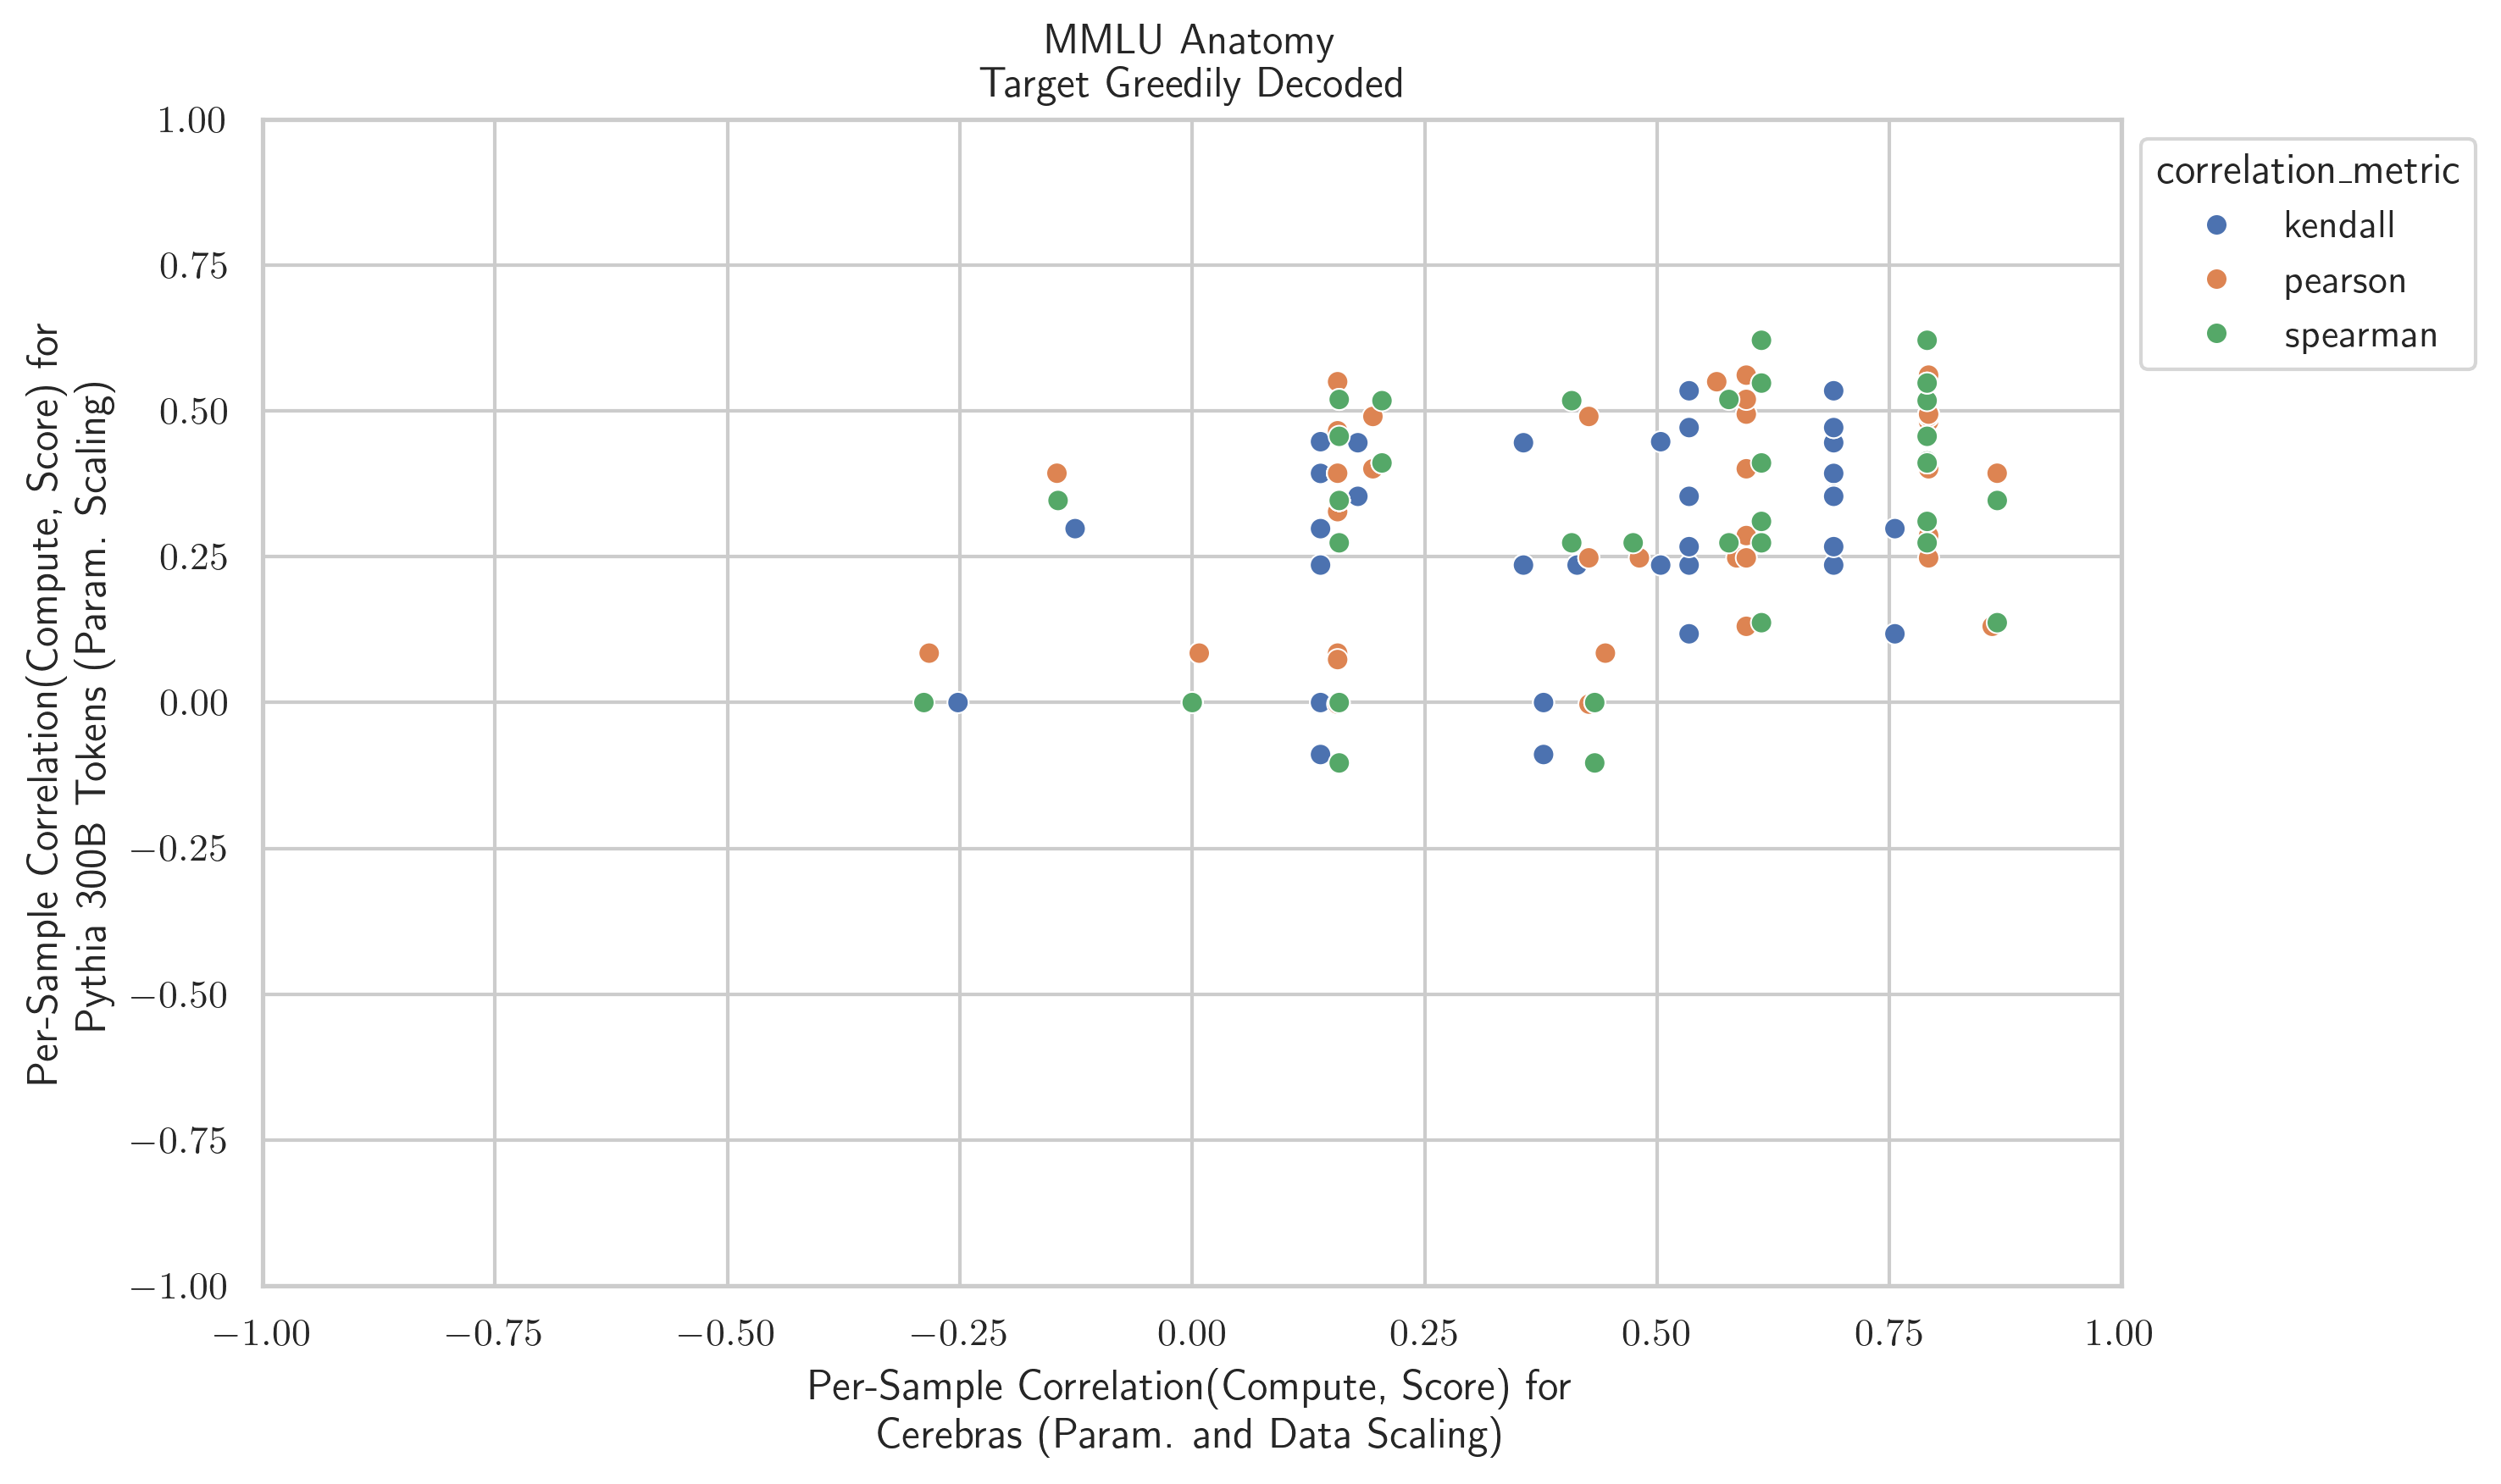 MMLU Anatomy
Target Greedily Decoded
1.00
0.75
0.50
0.25
0.00
−0.25
−0.50
−0.75
−1.00
Per-Sample Correlation(Compute, Score) for
Pythia 300B Tokens (Param. Scaling)
correlation_metric
kendall
pearson
spearman
−1.00
−0.75
−0.50
−0.25
0.00
0.25
0.50
0.75
1.00
Per-Sample Correlation(Compute, Score) for
Cerebras (Param. and Data Scaling)